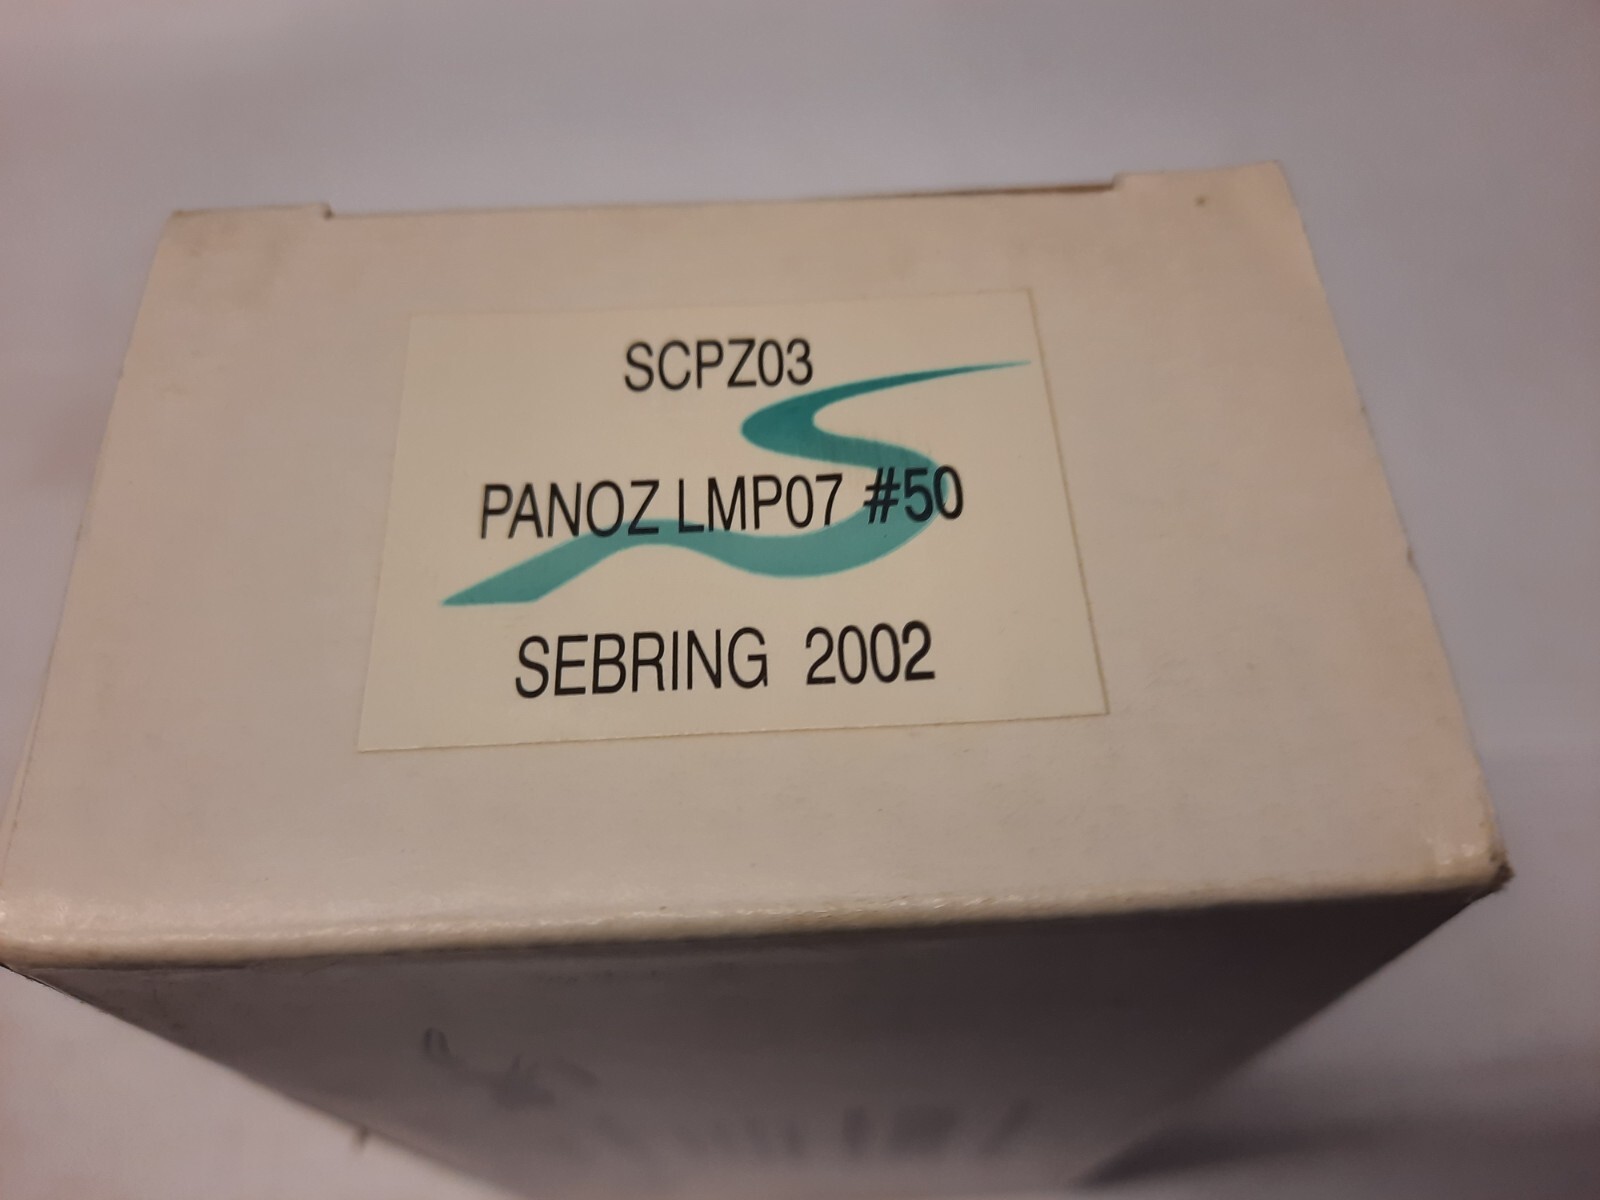 SCPZ03
PANOZ LMP07 #50
SEBRING 2002